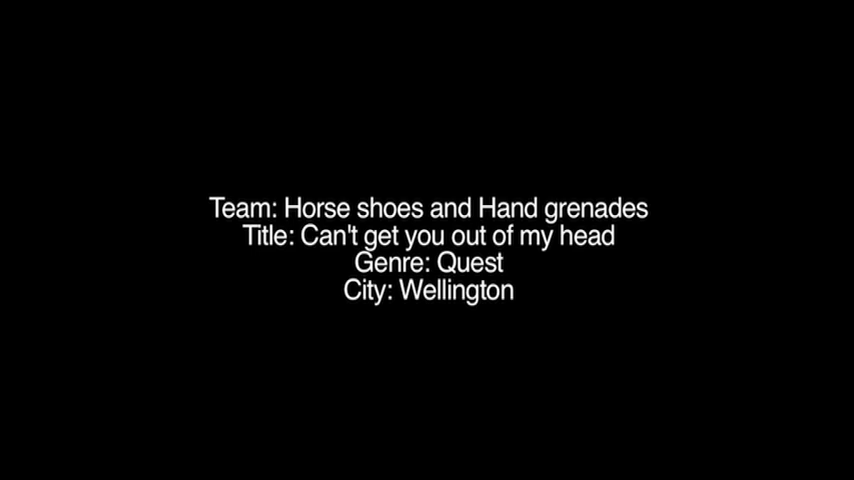 Team: Horse shoes and Hand grenades
Title: Can't get you out of my head
Genre: Quest
City: Wellington